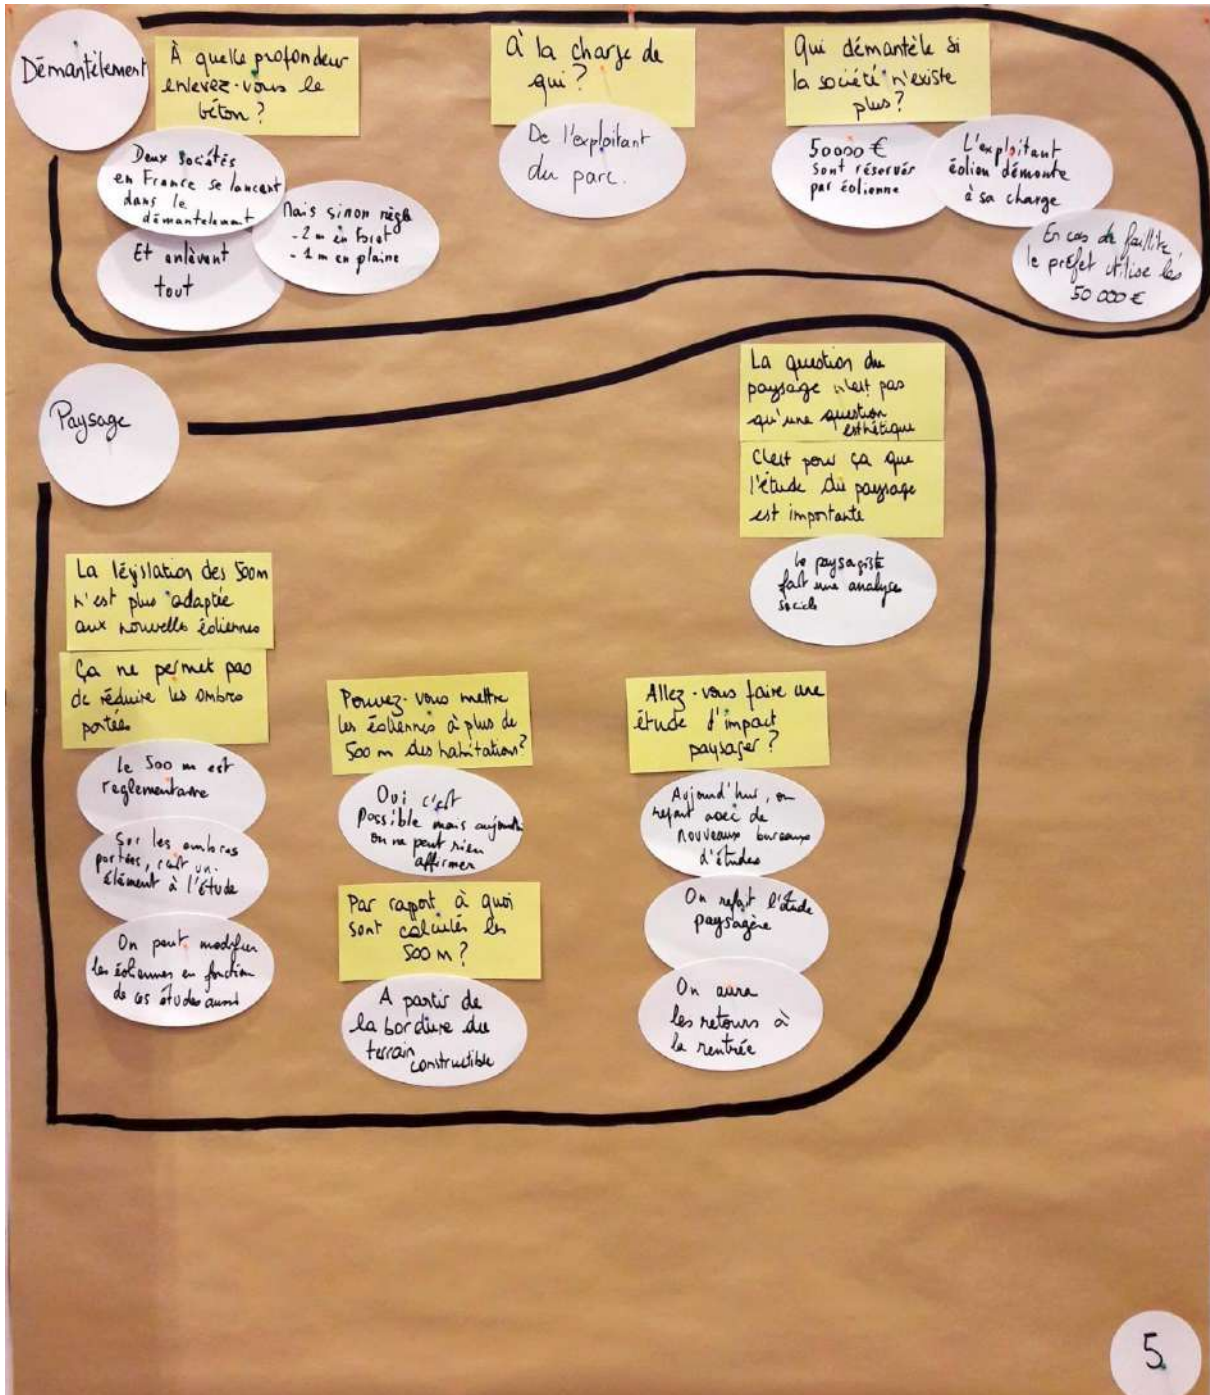 Démantèlement
À quelle profondeur
enlevez-vous le
béton ?
Deux sociétés
en France se lancent
dans le
démantelement
Et enlèvent
tout
Mais sinon règle
- 2 m en forêt
- 1 m en plaine
à la charge de
qui ?
De l'exploitant
du parc.
Qui démantèle si
la société n'existe
plus ?
50000 €
sont réservés
par éolienne
L'exploitant
éolien démonte
à sa charge
En cas de faillite,
le préfet utilise les
50 000 €
Paysage
La question du
paysage n'est pas
qu'une question
esthétique
C'est pour ça que
l'étude du paysage
est importante
Le paysagiste
fait une analyse
sociale
La législation des 500m
n'est plus adaptée
aux nouvelles éoliennes
Ça ne permet pas
de réduire les ombres
portées
Le 500 m est
reglementaire
Sur les ombres
portées, c'est un
élément à l'étude
On peut modifier
les éoliennes en fonction
de ces études aussi
Pouvez-vous mettre
les éoliennes à plus de
500 m des habitations ?
Oui c'est
possible mais aujourd'hui
on ne peut rien
affirmer
Par rapport à quoi
sont calculés les
500 m ?
A partir de
la bordure du
terrain
constructible
Allez-vous faire une
étude d'impact
paysager ?
Aujourd'hui, on
repart avec de
nouveaux bureaux
d'études
On refait l'étude
paysagère
On aura
les retours à
la rentrée
5.